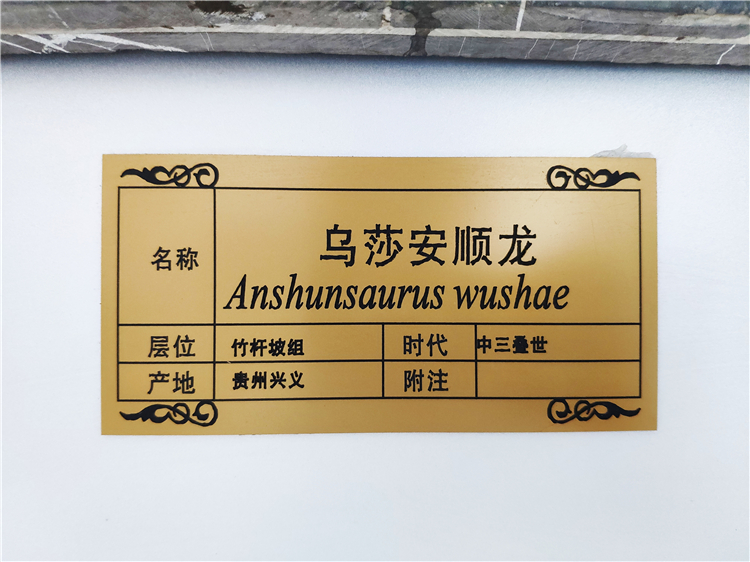 名称 乌莎安顺龙
Anshunsaurus wushae
层位 竹杆坡组 时代 中三叠世
产地 贵州兴义 附注